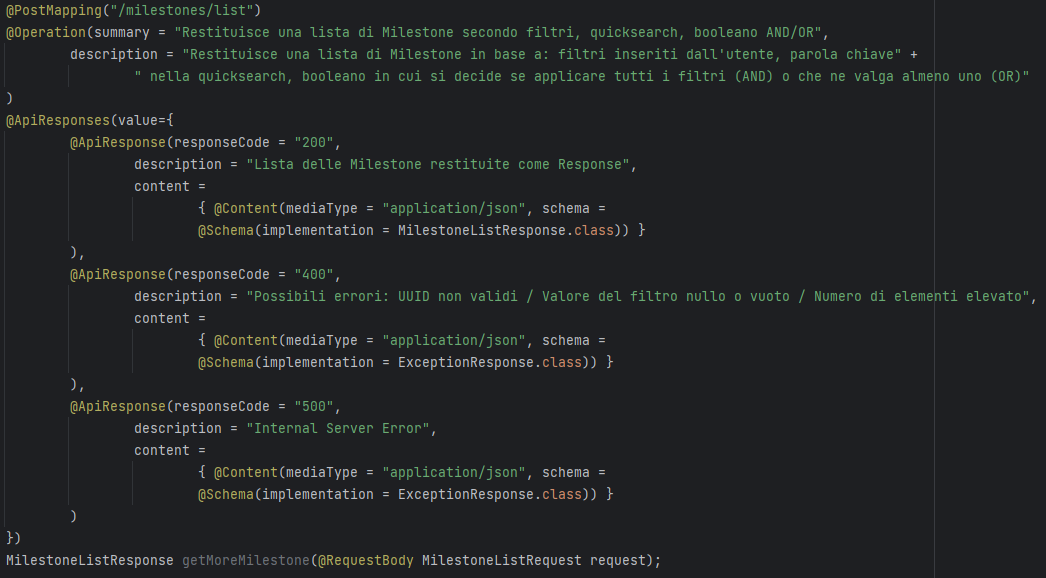 @PostMapping("/milestones/list")
@Operation(summary = "Restituisce una lista di Milestone secondo filtri, quicksearch, booleano AND/OR",
description = "Restituisce una lista di Milestone in base a: filtri inseriti dall'utente, parola chiave" +
" nella quicksearch, booleano in cui si decide se applicare tutti i filtri (AND) o che ne valga almeno uno (OR)"
)
@ApiResponses(value={
@ApiResponse(responseCode = "200",
description = "Lista delle Milestone restituite come Response",
content =
{ @Content(mediaType = "application/json", schema =
@Schema(implementation = MilestoneListResponse.class)) }
),
@ApiResponse(responseCode = "400",
description = "Possibili errori: UUID non validi / Valore del filtro nullo o vuoto / Numero di elementi elevato",
content =
{ @Content(mediaType = "application/json", schema =
@Schema(implementation = ExceptionResponse.class)) }
),
@ApiResponse(responseCode = "500",
description = "Internal Server Error",
content =
{ @Content(mediaType = "application/json", schema =
@Schema(implementation = ExceptionResponse.class)) }
)
})
MilestoneListResponse getMoreMilestone(@RequestBody MilestoneListRequest request);